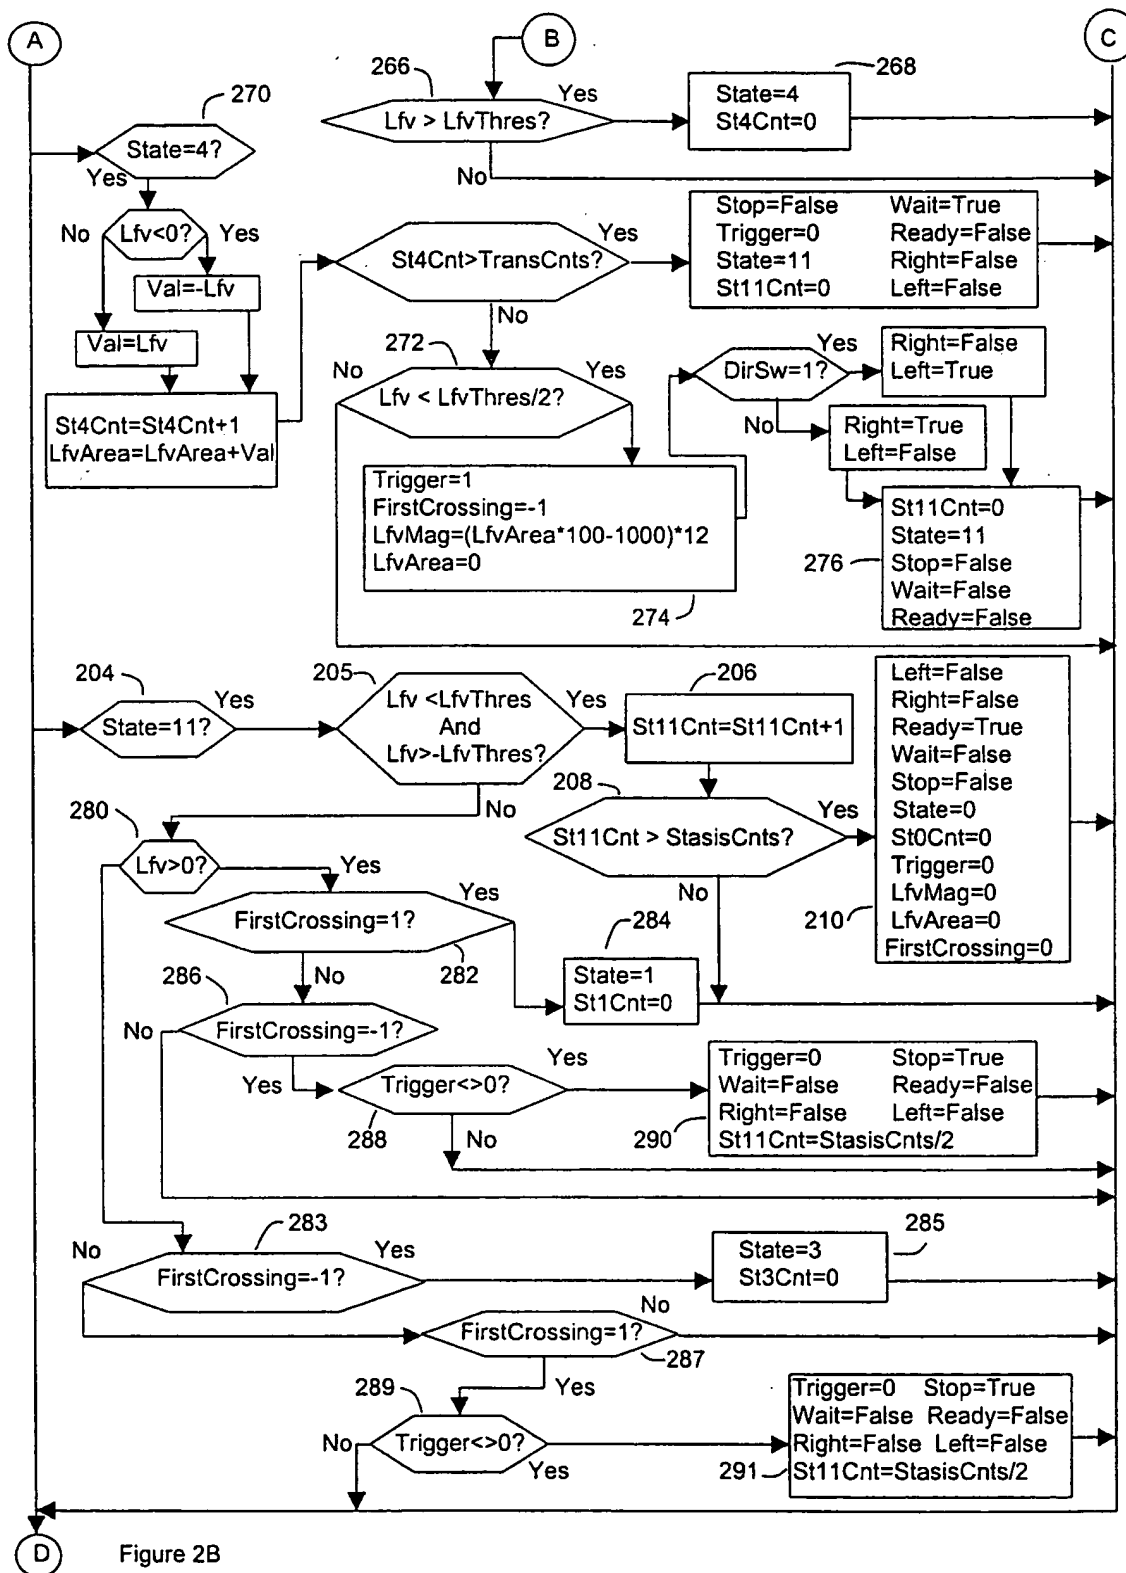 A
B
C
266
Yes
268
Lfv > LfvThres?
State=4
St4Cnt=0
No
270
State=4?
Yes
No
Lfv<0?
Yes
Val=-Lfv
Val=Lfv
St4Cnt=St4Cnt+1
LfvArea=LfvArea+Val
St4Cnt>TransCnts?
Yes
No
Stop=False Wait=True
Trigger=0 Ready=False
State=11 Right=False
St11Cnt=0 Left=False
272
No
Yes
Lfv < LfvThres/2?
Trigger=1
FirstCrossing=-1
LfvMag=(LfvArea*100-1000)*12
LfvArea=0
274
DirSw=1?
Yes
No
Right=False
Left=True
Right=True
Left=False
St11Cnt=0
State=11
Stop=False
Wait=False
Ready=False
276
204
State=11?
Yes
205
Lfv <LfvThres
And
Lfv>-LfvThres?
Yes
No
206
St11Cnt=St11Cnt+1
208
St11Cnt > StasisCnts?
Yes
No
Left=False
Right=False
Ready=True
Wait=False
Stop=False
State=0
St0Cnt=0
Trigger=0
LfvMag=0
LfvArea=0
FirstCrossing=0
210
280
Lfv>0?
Yes
FirstCrossing=1?
Yes
282
No
284
State=1
St1Cnt=0
286
No
FirstCrossing=-1?
Yes
Trigger<>0?
Yes
288
No
Trigger=0 Stop=True
Wait=False Ready=False
Right=False Left=False
St11Cnt=StasisCnts/2
290
283
No
Yes
FirstCrossing=-1?
State=3
St3Cnt=0
285
FirstCrossing=1?
No
287
Yes
289
No
Trigger<>0?
Yes
Trigger=0 Stop=True
Wait=False Ready=False
Right=False Left=False
St11Cnt=StasisCnts/2
291
D
Figure 2B